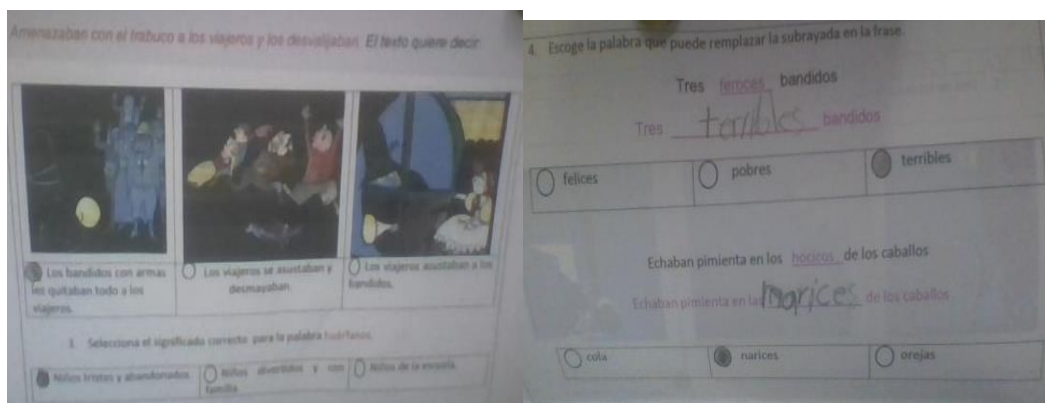 Amenazaban con el trabuco a los viajeros y los desvalijaban. El texto quiere decir
Los bandidos con armas
les quitaban todo a los
viajeros.
Los viajeros se asustaban y
desmayaban.
Los viajeros asustaban a los
bandidos.
3. Selecciona el significado correcto para la palabra huérfanos.
Niños tristes y abandonados.
Niños divertidos y con
familia.
Niños de la escuela.
4. Escoge la palabra que puede remplazar la subrayada en la frase.
Tres feroces bandidos
Tres terribles bandidos
felices
pobres
terribles
Echaban pimienta en los hocicos de los caballos
Echaban pimienta en las narices de los caballos
cola
narices
orejas